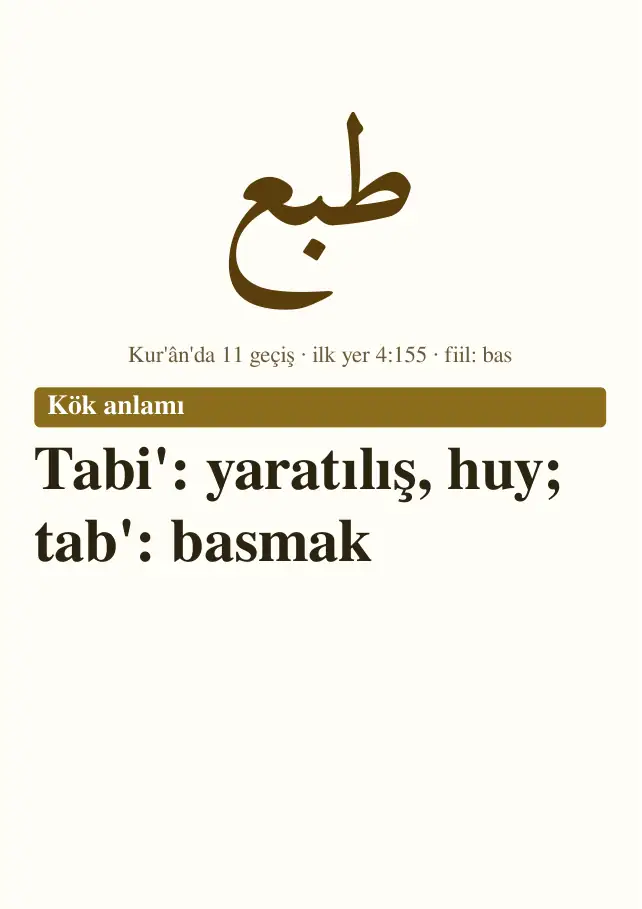 طبع
Kur'ân'da 11 geçiş · ilk yer 4:155 · fiil: bas
Kök anlamı
Tabi': yaratılış, huy;
tab': basmak